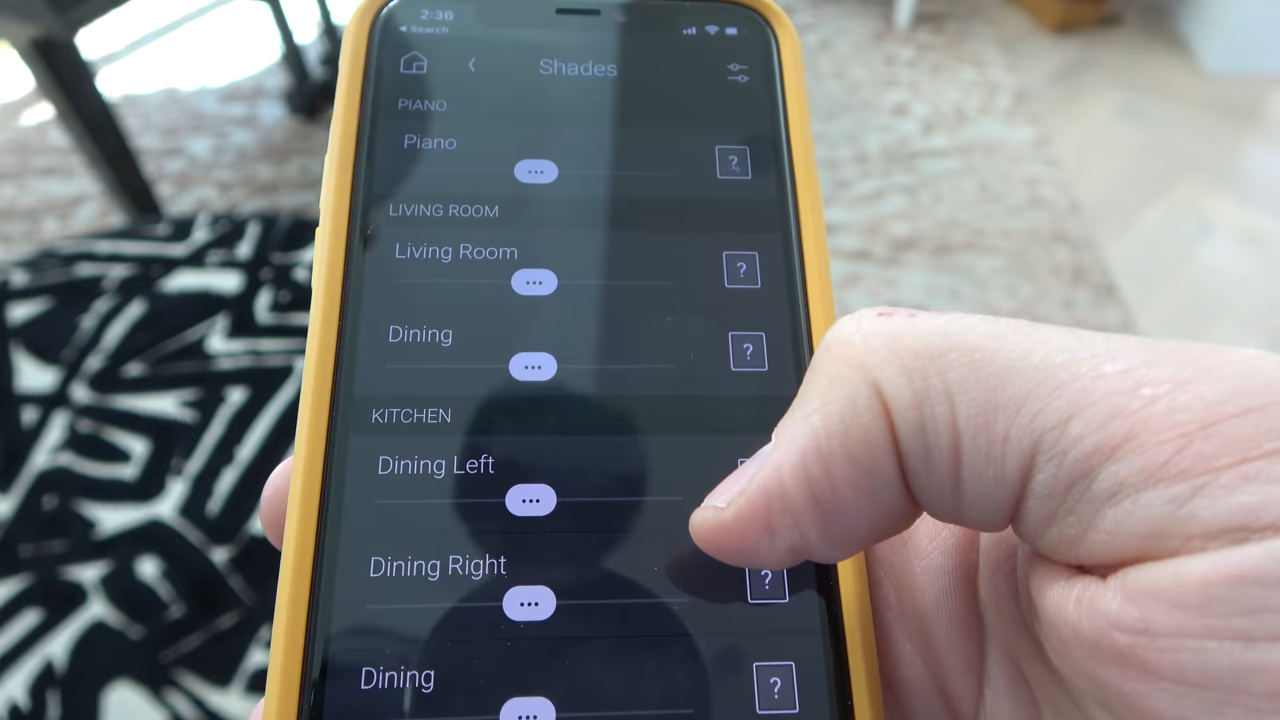 2:36
Search
Shades
PIANO
Piano
?
LIVING ROOM
Living Room
?
Dining
?
KITCHEN
Dining Left
Dining Right
?
Dining
?